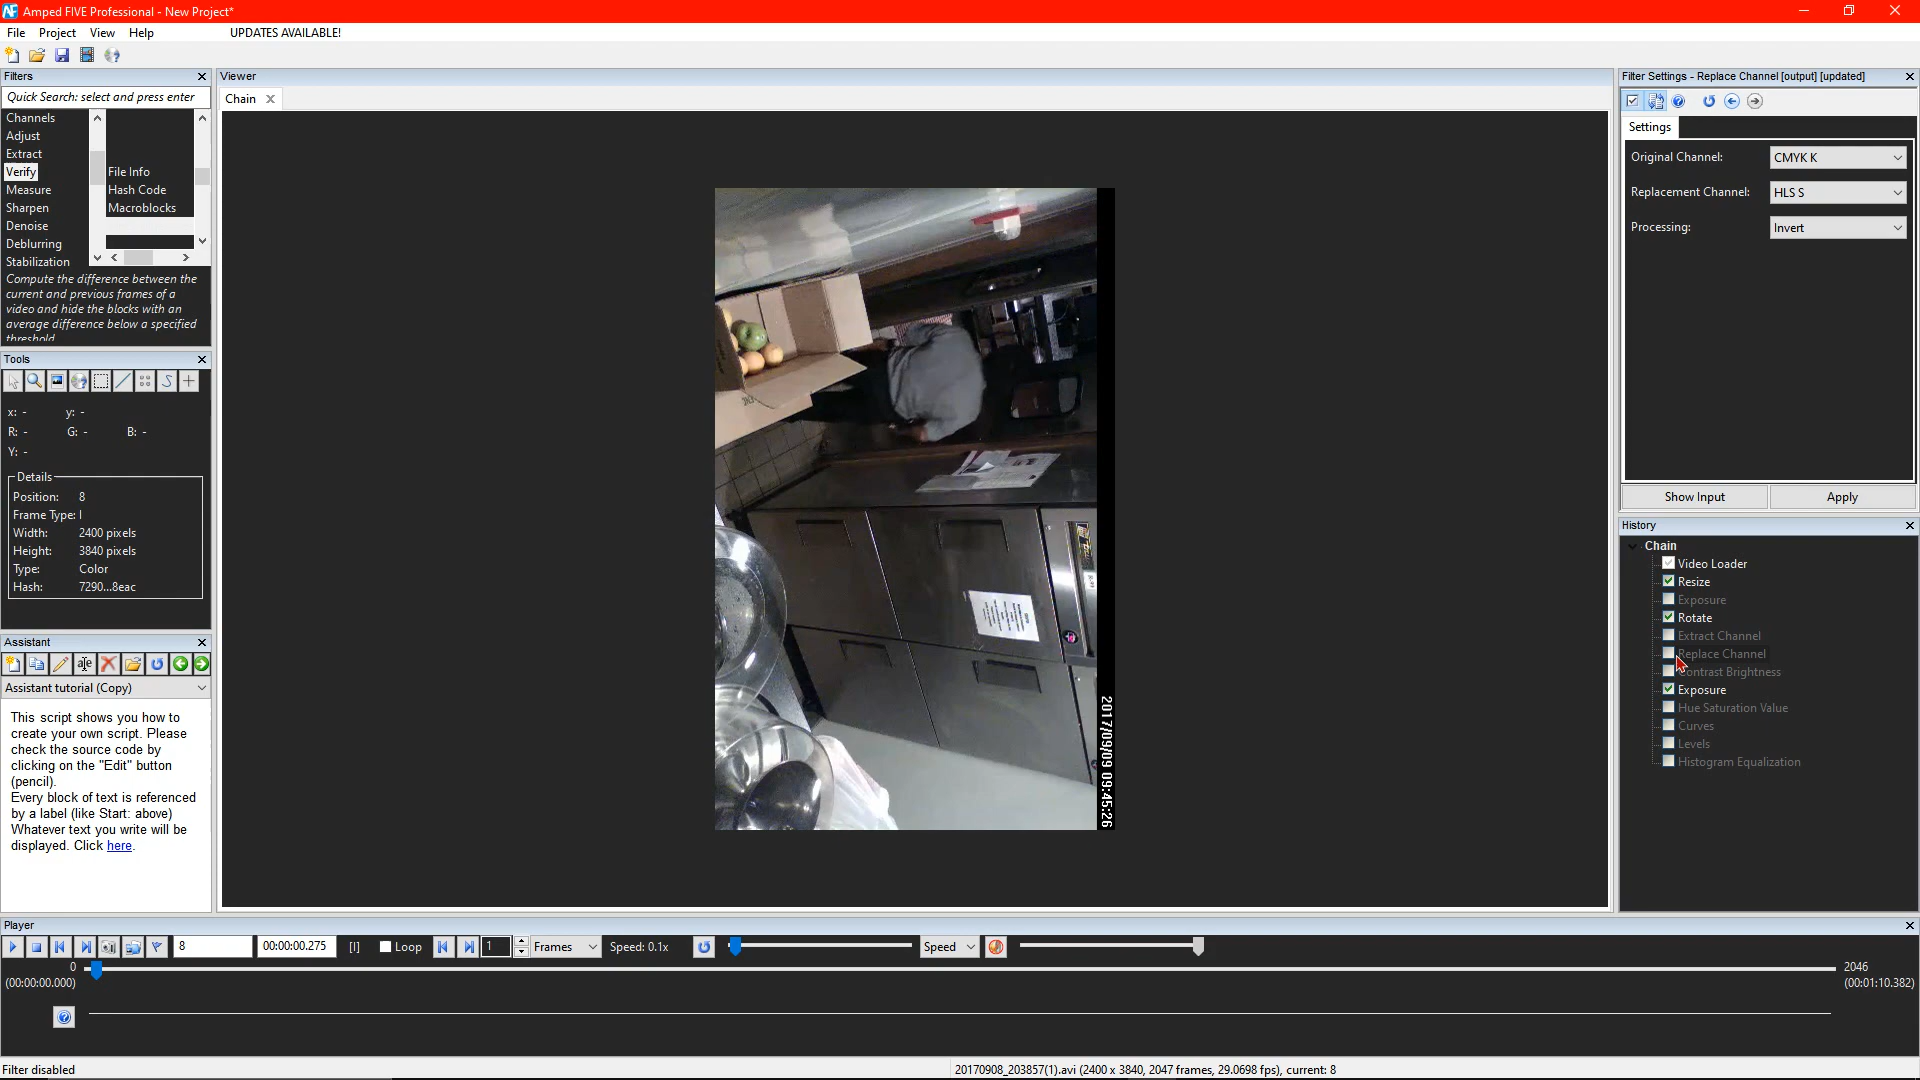 Amped FIVE Professional - New Project*
File Project View Help UPDATES AVAILABLE!
Filters
Quick Search: select and press enter
Channels
Adjust
Extract
Verify
Measure
Sharpen
Denoise
Deblurring
Stabilization
File Info
Hash Code
Macroblocks
Compute the difference between the
current and previous frames of a
video and hide the blocks with an
average difference below a specified
threshold
Tools
x: - y: -
R: - G: - B: -
Y: -
Details
Position: 8
Frame Type: I
Width: 2400 pixels
Height: 3840 pixels
Type: Color
Hash: 7290...8eac
Assistant
Assistant tutorial (Copy)
This script shows you how to
create your own script. Please
check the source code by
clicking on the "Edit" button
(pencil).
Every block of text is referenced
by a label (like Start: above)
Whatever text you write will be
displayed. Click here.
Viewer
Chain
2017/09/09 09:45:26
Filter Settings - Replace Channel [output] [updated]
Settings
Original Channel: CMYK K
Replacement Channel: HLS S
Processing: Invert
Show Input Apply
History
Chain
Video Loader
Resize
Exposure
Rotate
Extract Channel
Replace Channel
Contrast Brightness
Exposure
Hue Saturation Value
Curves
Levels
Histogram Equalization
Player
8 00:00:00.275 [I] Loop 1 Frames Speed: 0.1x Speed
0
(00:00:00.000)
2046
(00:01:10.382)
Filter disabled
20170908_203857(1).avi (2400 x 3840, 2047 frames, 29.0698 fps), current: 8